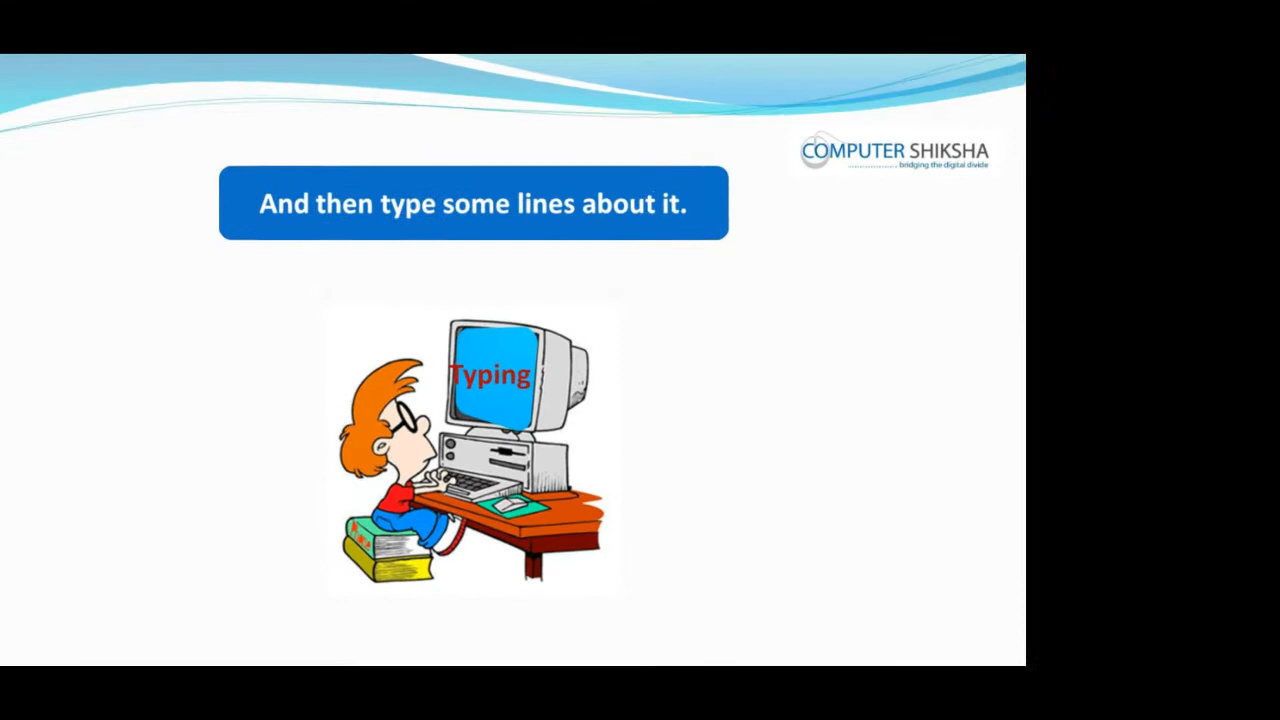 COMPUTER SHIKSHA
bridging the digital divide
And then type some lines about it.
Typing